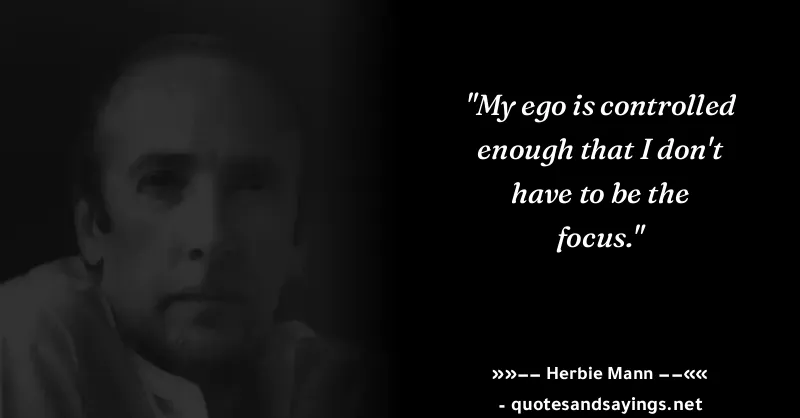 "My ego is controlled
enough that I don't
have to be the
focus."
»»−− Herbie Mann −−««
- quotesandsayings.net